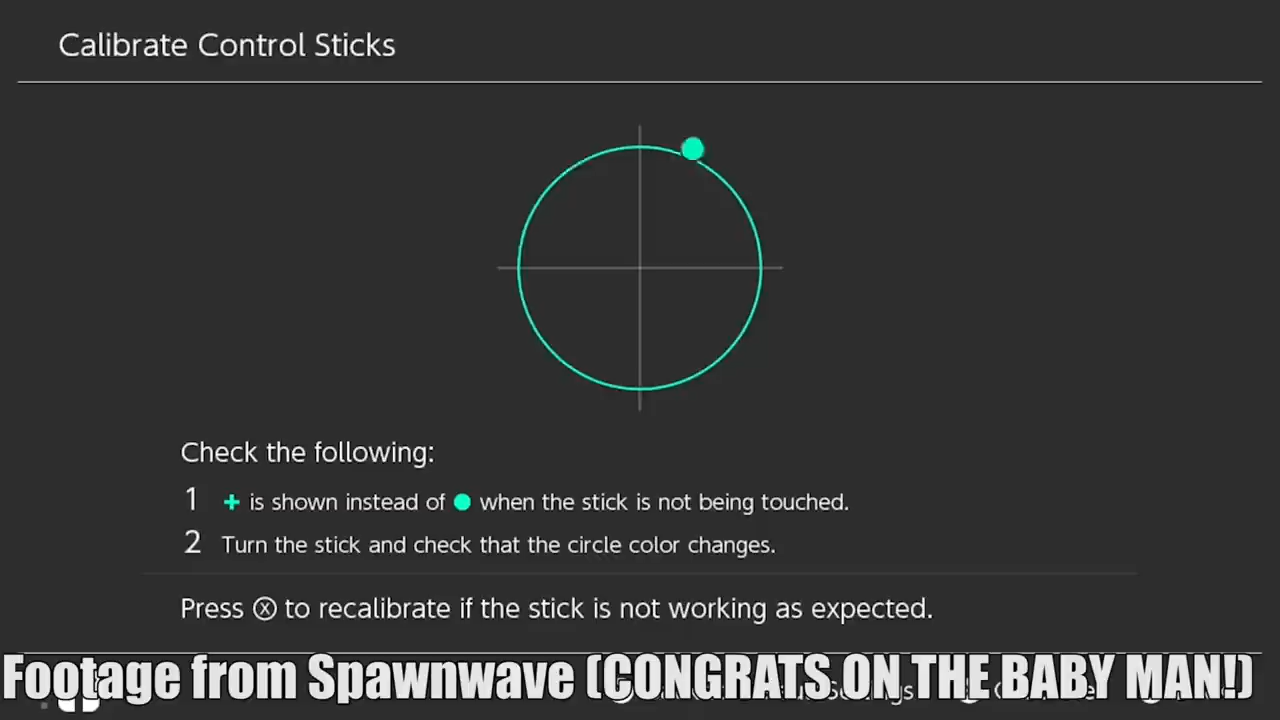 Calibrate Control Sticks
Check the following:
1 + is shown instead of ● when the stick is not being touched.
2 Turn the stick and check that the circle color changes.
Press ⓧ to recalibrate if the stick is not working as expected.
Footage from Spawnwave (CONGRATS ON THE BABY MAN!)